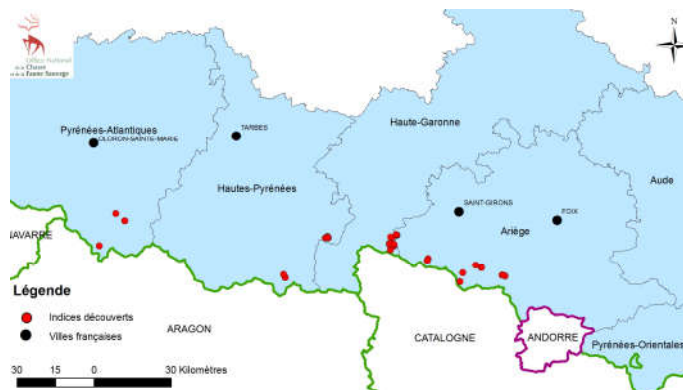 Office National
de la Chasse
et de la Faune Sauvage
N
Pyrénées-Atlantiques
OLORON-SAINTE-MARIE
TARBES
Haute-Garonne
Hautes-Pyrénées
Aude
SAINT-GIRONS
FOIX
Ariège
NAVARRE
Légende
Indices découverts
Villes françaises
ARAGON
CATALOGNE
ANDORRE
Pyrénées-Orientales
30 15 0 30 Kilomètres